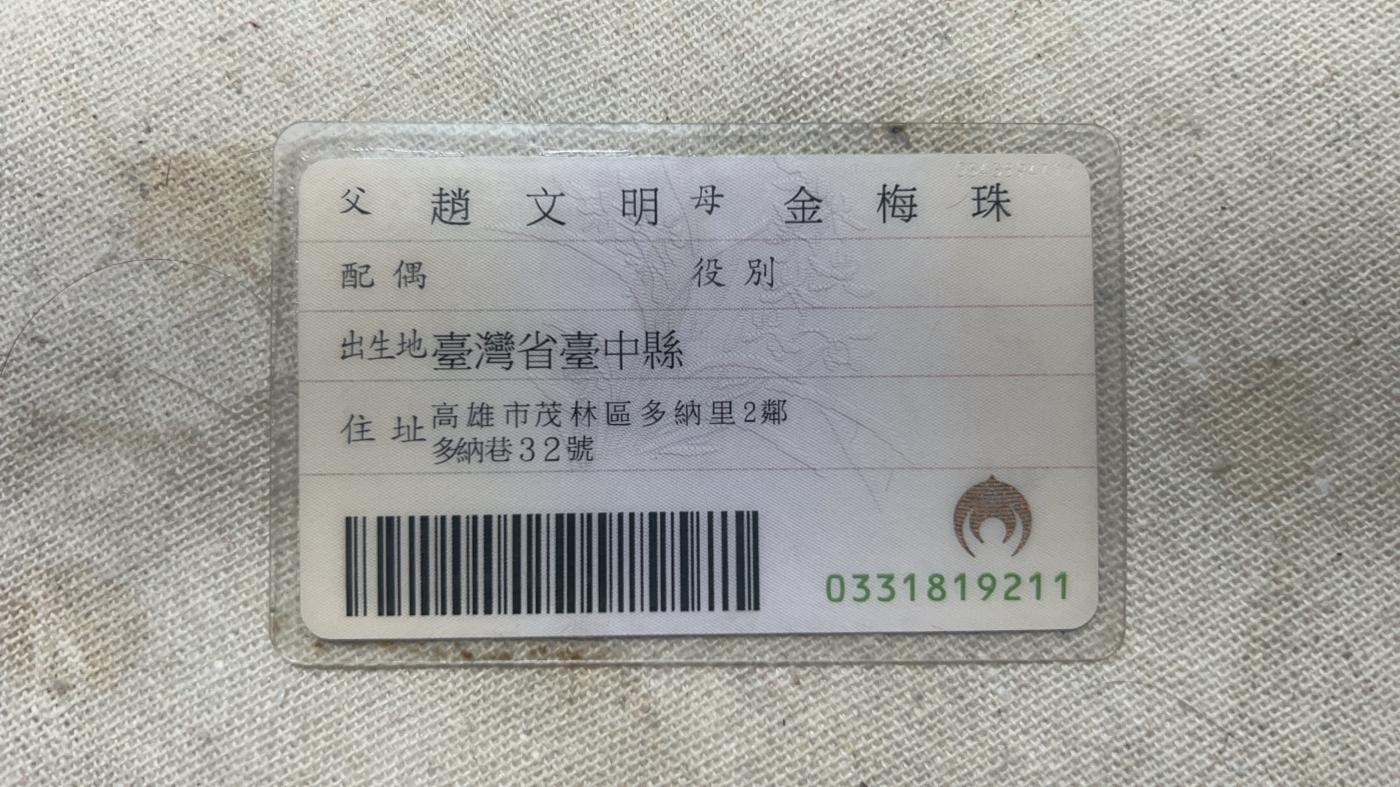 父 趙文明 母 金梅珠
配偶 役別
出生地 臺灣省臺中縣
住址 高雄市茂林區多納里2鄰
多納巷32號
0331819211